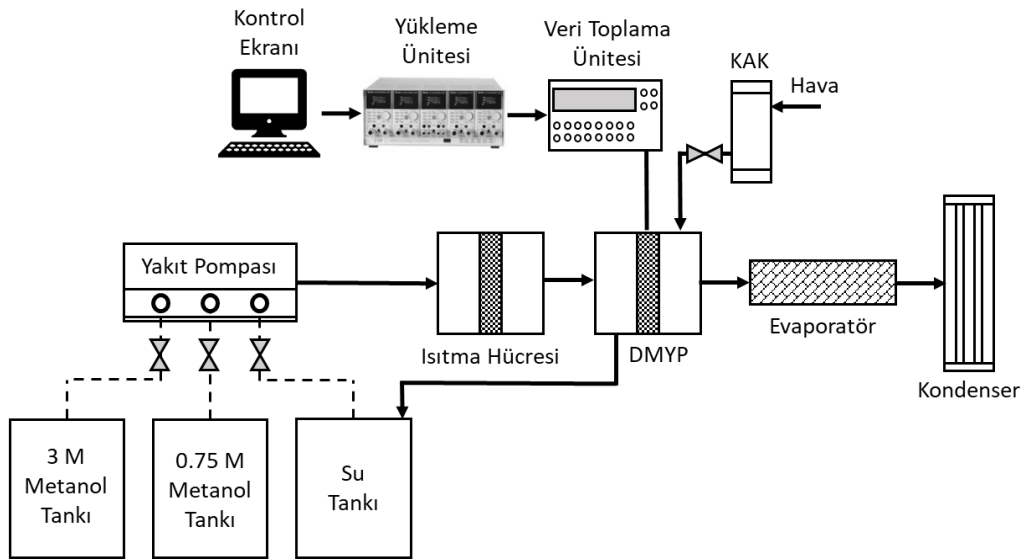 Kontrol
Ekranı
Yükleme
Ünitesi
Veri Toplama
Ünitesi
KAK
Hava
Yakıt Pompası
Isıtma Hücresi
DMYP
Evaporatör
Kondenser
3 M
Metanol
Tankı
0.75 M
Metanol
Tankı
Su
Tankı